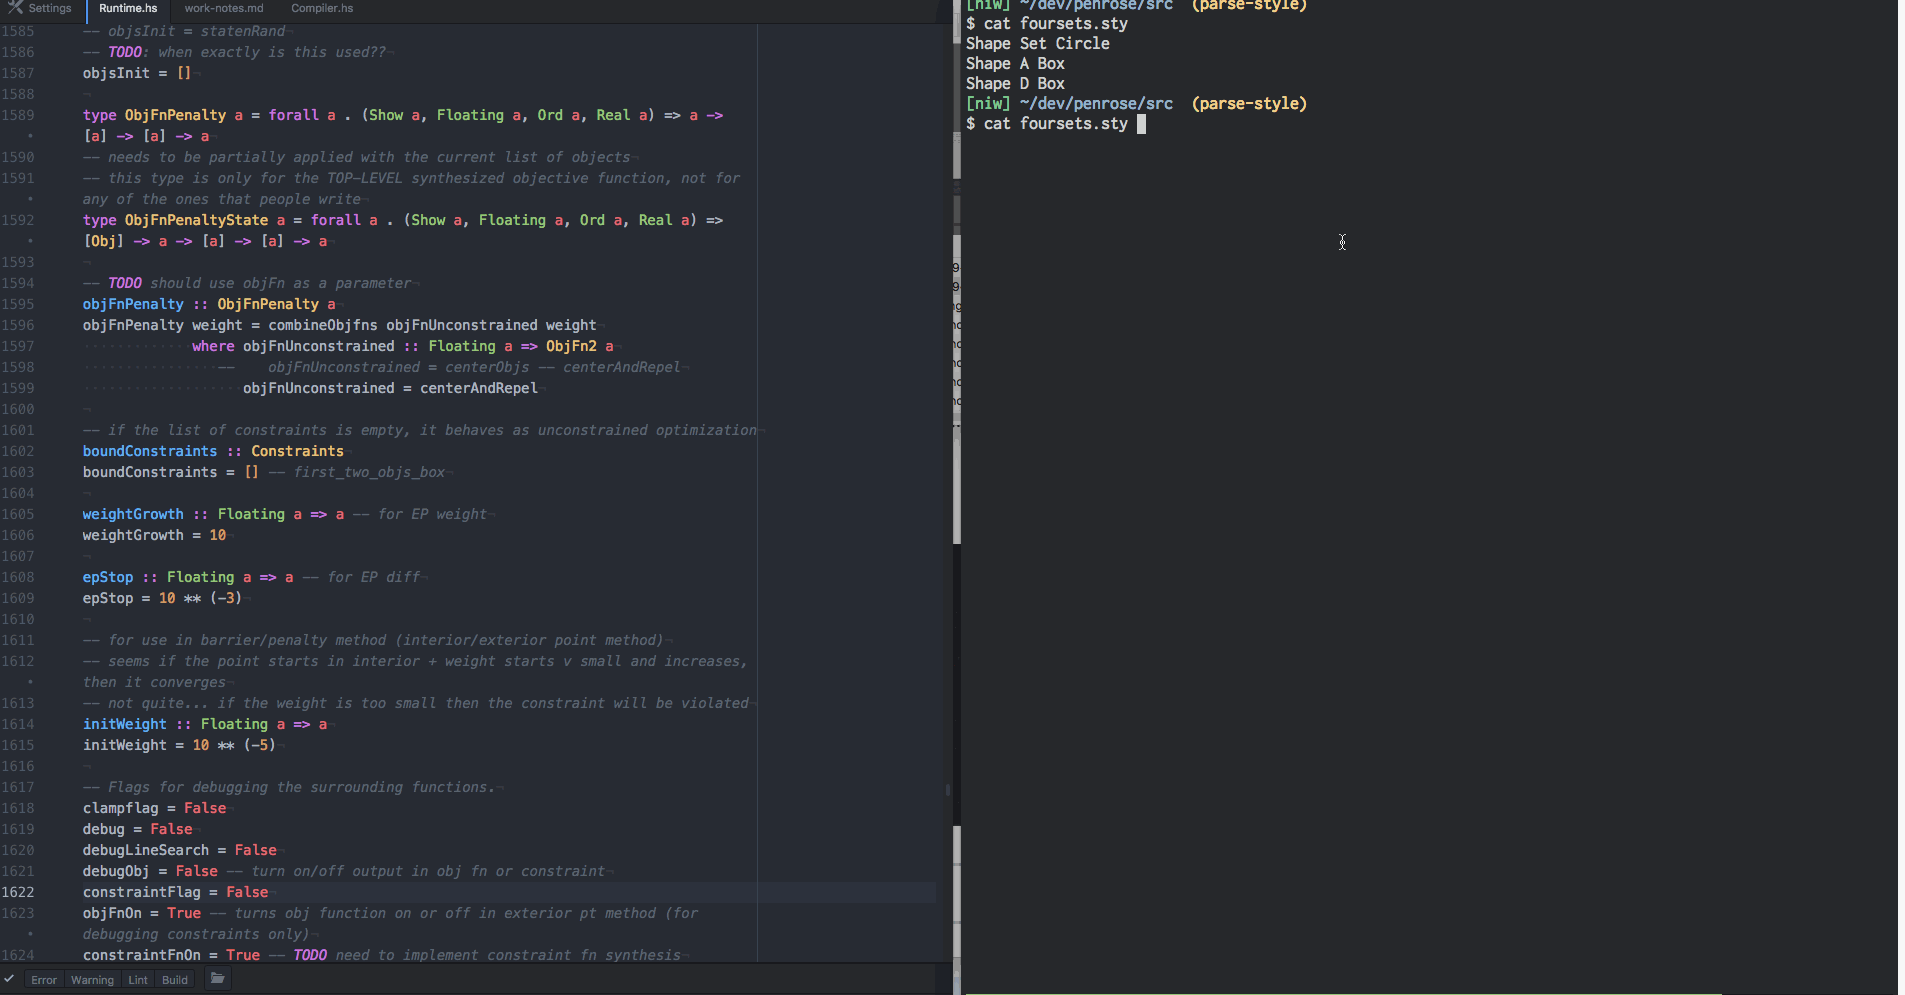 Settings
Runtime.hs
work-notes.md
Compiler.hs
1585 -- objsInit = statenRand¬
1586 -- TODO: when exactly is this used??¬
1587 objsInit = []¬
1588 ¬
1589 type ObjFnPenalty a = forall a . (Show a, Floating a, Ord a, Real a) => a ->
• [a] -> [a] -> a¬
1590 -- needs to be partially applied with the current list of objects¬
1591 -- this type is only for the TOP-LEVEL synthesized objective function, not for
• any of the ones that people write¬
1592 type ObjFnPenaltyState a = forall a . (Show a, Floating a, Ord a, Real a) =>
• [Obj] -> a -> [a] -> [a] -> a¬
1593 ¬
1594 -- TODO should use objFn as a parameter¬
1595 objFnPenalty :: ObjFnPenalty a¬
1596 objFnPenalty weight = combineObjfns objFnUnconstrained weight¬
1597 where objFnUnconstrained :: Floating a => ObjFn2 a¬
1598 -- objFnUnconstrained = centerObjs -- centerAndRepel¬
1599 objFnUnconstrained = centerAndRepel¬
1600 ¬
1601 -- if the list of constraints is empty, it behaves as unconstrained optimization¬
1602 boundConstraints :: Constraints¬
1603 boundConstraints = [] -- first_two_objs_box¬
1604 ¬
1605 weightGrowth :: Floating a => a -- for EP weight¬
1606 weightGrowth = 10¬
1607 ¬
1608 epStop :: Floating a => a -- for EP diff¬
1609 epStop = 10 ** (-3)¬
1610 ¬
1611 -- for use in barrier/penalty method (interior/exterior point method)¬
1612 -- seems if the point starts in interior + weight starts v small and increases,
• then it converges¬
1613 -- not quite... if the weight is too small then the constraint will be violated¬
1614 initWeight :: Floating a => a¬
1615 initWeight = 10 ** (-5)¬
1616 ¬
1617 -- Flags for debugging the surrounding functions.¬
1618 clampflag = False¬
1619 debug = False¬
1620 debugLineSearch = False¬
1621 debugObj = False -- turn on/off output in obj fn or constraint¬
1622 constraintFlag = False¬
1623 objFnOn = True -- turns obj function on or off in exterior pt method (for
• debugging constraints only)¬
1624 constraintFnOn = True -- TODO need to implement constraint fn synthesis¬
Error Warning Lint Build
[niw] ~/dev/penrose/src (parse-style)
$ cat foursets.sty
Shape Set Circle
Shape A Box
Shape D Box
[niw] ~/dev/penrose/src (parse-style)
$ cat foursets.sty